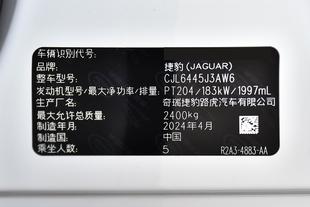 车辆识别代号:
品牌: 捷豹 (JAGUAR)
整车型号: CJL6445J3AW6
发动机型号/最大净功率/排量: PT204/183kW/1997mL
生产厂名: 奇瑞捷豹路虎汽车有限公司
最大允许总质量: 2400kg
制造年月: 2024年4月
制造国: 中国
乘坐人数: 5
R2A3-4883-AA